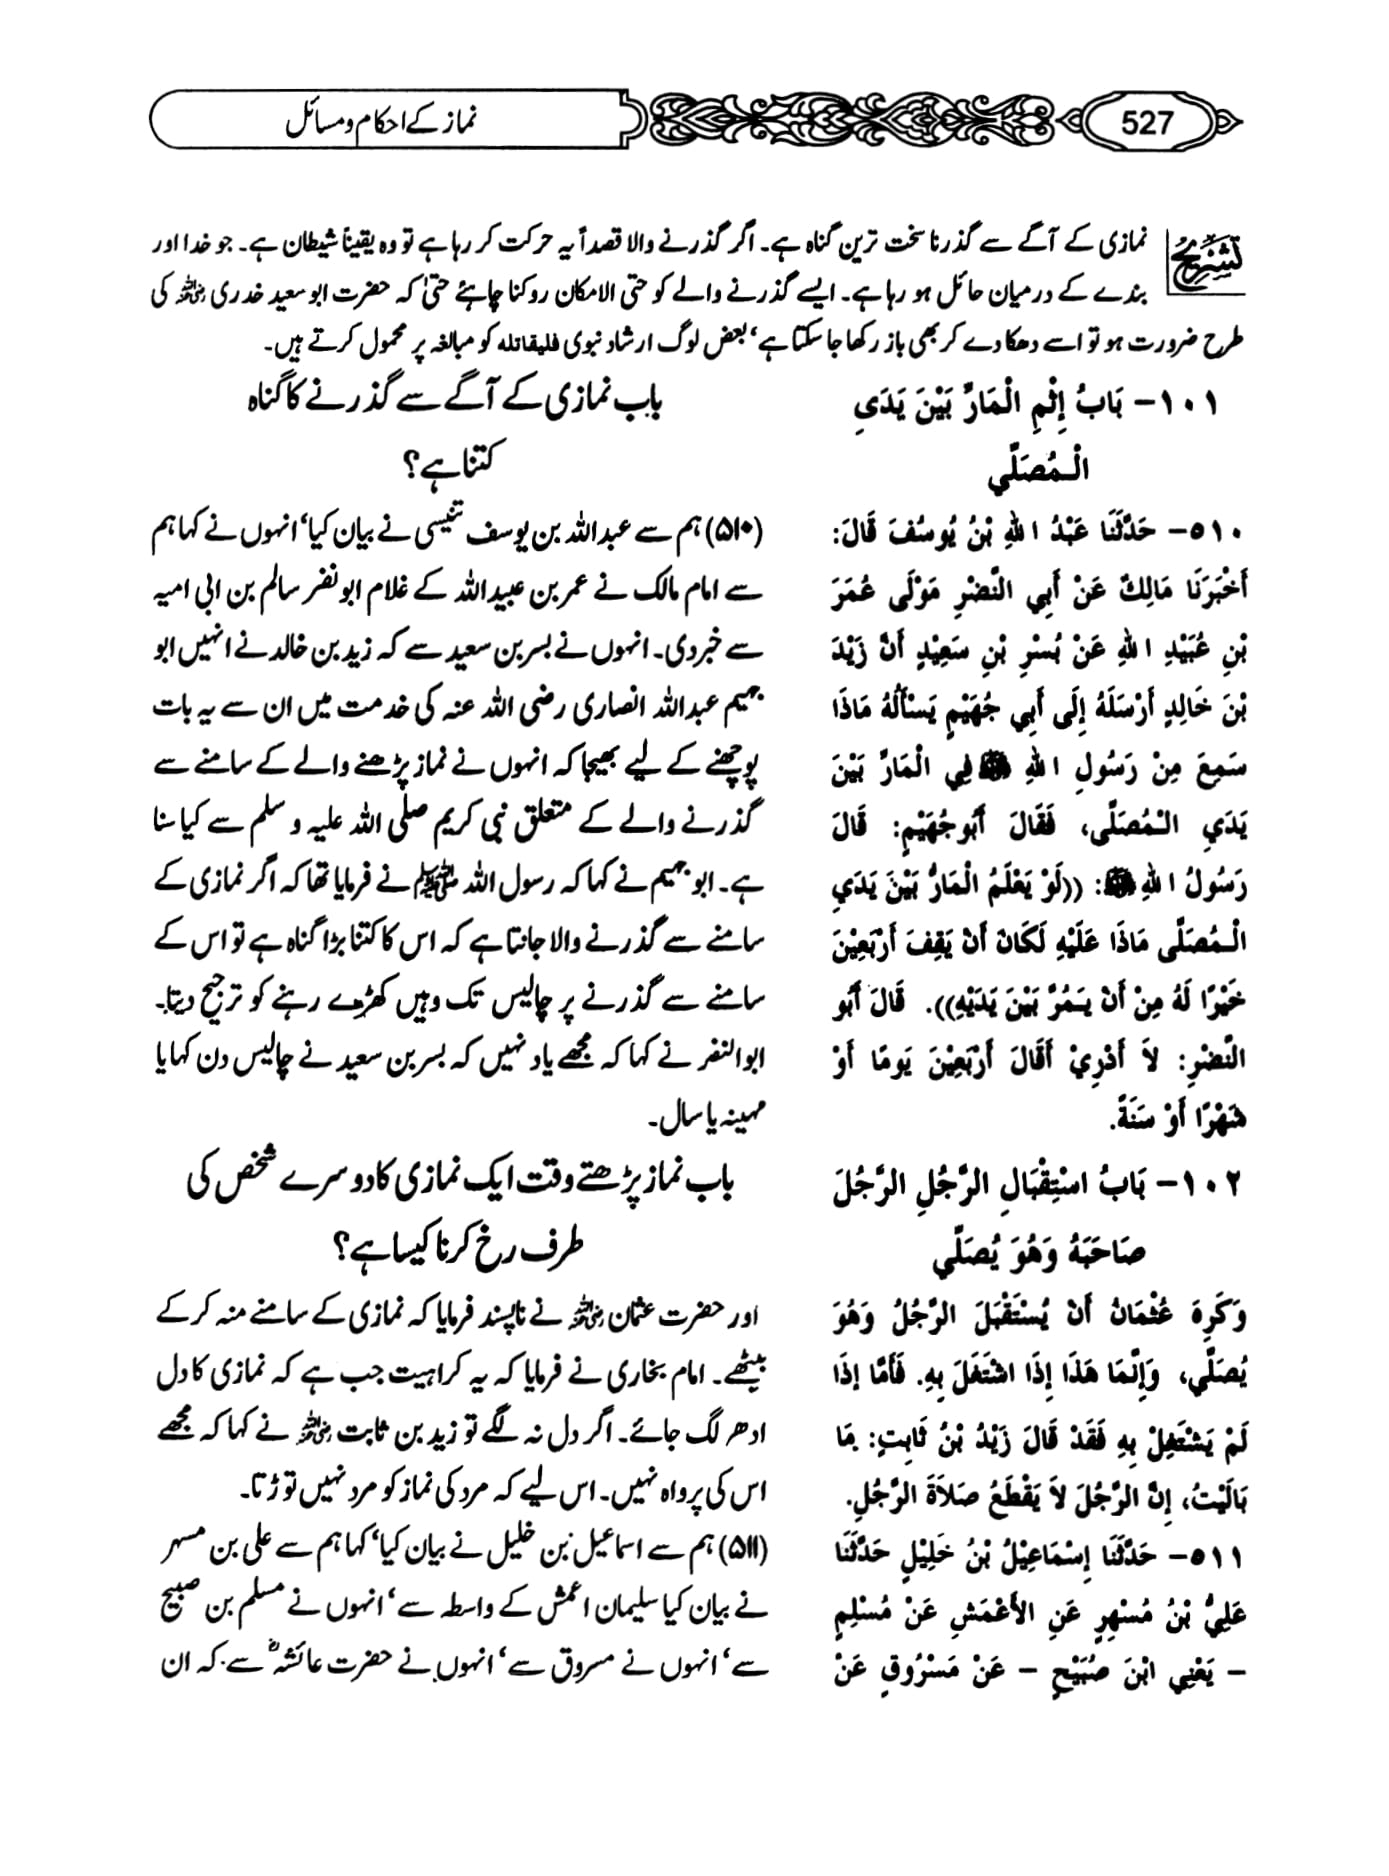 527
نماز کے احکام و مسائل
تشریح
نمازی کے آگے سے گذرنا سخت ترین گناہ ہے۔ اگر گذرنے والا قصداً یہ حرکت کر رہا ہے تو وہ یقیناً شیطان ہے۔ جو خدا اور
بندے کے درمیان حائل ہو رہا ہے۔ ایسے گذرنے والے کو حتی الامکان روکنا چاہئے حتیٰ کہ حضرت ابو سعید خدری رضی اللہ عنہ کی
طرح ضرورت ہو تو اسے دھکا دے کر بھی باز رکھا جا سکتا ہے، بعض لوگ ارشاد نبوی فلیقاتلہ کو مبالغہ پر محمول کرتے ہیں۔
١٠١- بَابُ إِثْمِ الْمَارِّ بَيْنَ يَدَيِ
الْمُصَلِّي
٥١٠- حَدَّثَنَا عَبْدُ اللهِ بْنُ يُوسُفَ قَالَ:
أَخْبَرَنَا مَالِكٌ عَنْ أَبِي النَّضْرِ مَوْلَى عُمَرَ
بْنِ عُبَيْدِ اللهِ عَنْ بُسْرِ بْنِ سَعِيْدٍ أَنَّ زَيْدَ
بْنَ خَالِدٍ أَرْسَلَهُ إِلَى أَبِي جُهَيْمٍ يَسْأَلُهُ مَاذَا
سَمِعَ مِنْ رَسُولِ اللهِ ﷺ فِي الْمَارِّ بَيْنَ
يَدَيِ الْمُصَلِّى، فَقَالَ أَبُوجُهَيْمٍ: قَالَ
رَسُولُ اللهِ ﷺ: ((لَوْ يَعْلَمُ الْمَارُّ بَيْنَ يَدَيِ
الْمُصَلِّى مَاذَا عَلَيْهِ لَكَانَ أَنْ يَقِفَ أَرْبَعِيْنَ
خَيْرًا لَهُ مِنْ أَنْ يَمُرَّ بَيْنَ يَدَيْهِ)). قَالَ أَبُو
النَّضْرِ: لاَ أَدْرِيْ أَقَالَ أَرْبَعِيْنَ يَومًا أَوْ
شَهْرًا أَوْ سَنَةً.
١٠٢- بَابُ اسْتِقْبَالِ الرَّجُلِ الرَّجُلَ
صَاحَبَهُ وَهُوَ يُصَلِّي
وَكَرِهَ عُثْمَانُ أَنْ يُسْتَقْبَلَ الرَّجُلُ وَهُوَ
يُصَلِّي، وَإِنَّمَا هَذَا إِذَا اشْتَغَلَ بِهِ. فَأَمَّا إِذَا
لَمْ يَشْتَغِلْ بِهِ فَقَدْ قَالَ زَيْدُ بْنُ ثَابِتٍ: مَا
بَالَيْتُ، إِنَّ الرَّجُلَ لاَ يَقْطَعُ صَلاَةَ الرَّجُلِ.
٥١١- حَدَّثَنَا إِسْمَاعِيْلُ بْنُ خَلِيْلٍ حَدَّثَنَا
عَلِيُّ بْنُ مُسْهِرٍ عَنِ الأَعْمَشِ عَنْ مُسْلِمٍ
– يَعْنِي ابْنَ صُبَيْحٍ – عَنْ مَسْرُوقٍ عَنْ
باب نمازی کے آگے سے گذرنے کا گناہ
کتنا ہے؟
(۵۱۰) ہم سے عبداللہ بن یوسف تنیسی نے بیان کیا، انہوں نے کہا ہم
سے امام مالک نے عمر بن عبیداللہ کے غلام ابو نضر سالم بن ابی امیہ
سے خبر دی۔ انہوں نے بسر بن سعید سے کہ زید بن خالد نے انہیں ابو
جہیم عبداللہ انصاری رضی اللہ عنہ کی خدمت میں ان سے یہ بات
پوچھنے کے لیے بھیجا کہ انہوں نے نماز پڑھنے والے کے سامنے سے
گذرنے والے کے متعلق نبی کریم صلی اللہ علیہ و سلم سے کیا سنا
ہے۔ ابو جہیم نے کہا کہ رسول اللہ ﷺ نے فرمایا تھا کہ اگر نمازی کے
سامنے سے گذرنے والا جانتا ہے کہ اس کا کتنا بڑا گناہ ہے تو اس کے
سامنے سے گذرنے پر چالیس تک وہیں کھڑے رہنے کو ترجیح دیتا۔
ابوالنضر نے کہا کہ مجھے یاد نہیں کہ بسر بن سعید نے چالیس دن کہا یا
مہینہ یا سال۔
باب نماز پڑھتے وقت ایک نمازی کا دوسرے شخص کی
طرف رخ کرنا کیسا ہے؟
اور حضرت عثمان رضی اللہ عنہ نے ناپسند فرمایا کہ نمازی کے سامنے منہ کر کے
بیٹھے۔ امام بخاری نے فرمایا کہ یہ کراہیت جب ہے کہ نمازی کا دل
ادھر لگ جائے۔ اگر دل نہ لگے تو زید بن ثابت رضی اللہ عنہ نے کہا کہ مجھے
اس کی پرواہ نہیں۔ اس لیے کہ مرد کی نماز کو مرد نہیں توڑتا۔
(۵۱۱) ہم سے اسماعیل بن خلیل نے بیان کیا، کہا ہم سے علی بن مسہر
نے بیان کیا سلیمان اعمش کے واسطہ سے، انہوں نے مسلم بن صبیح
سے، انہوں نے مسروق سے، انہوں نے حضرت عائشہؓ سے کہ ان